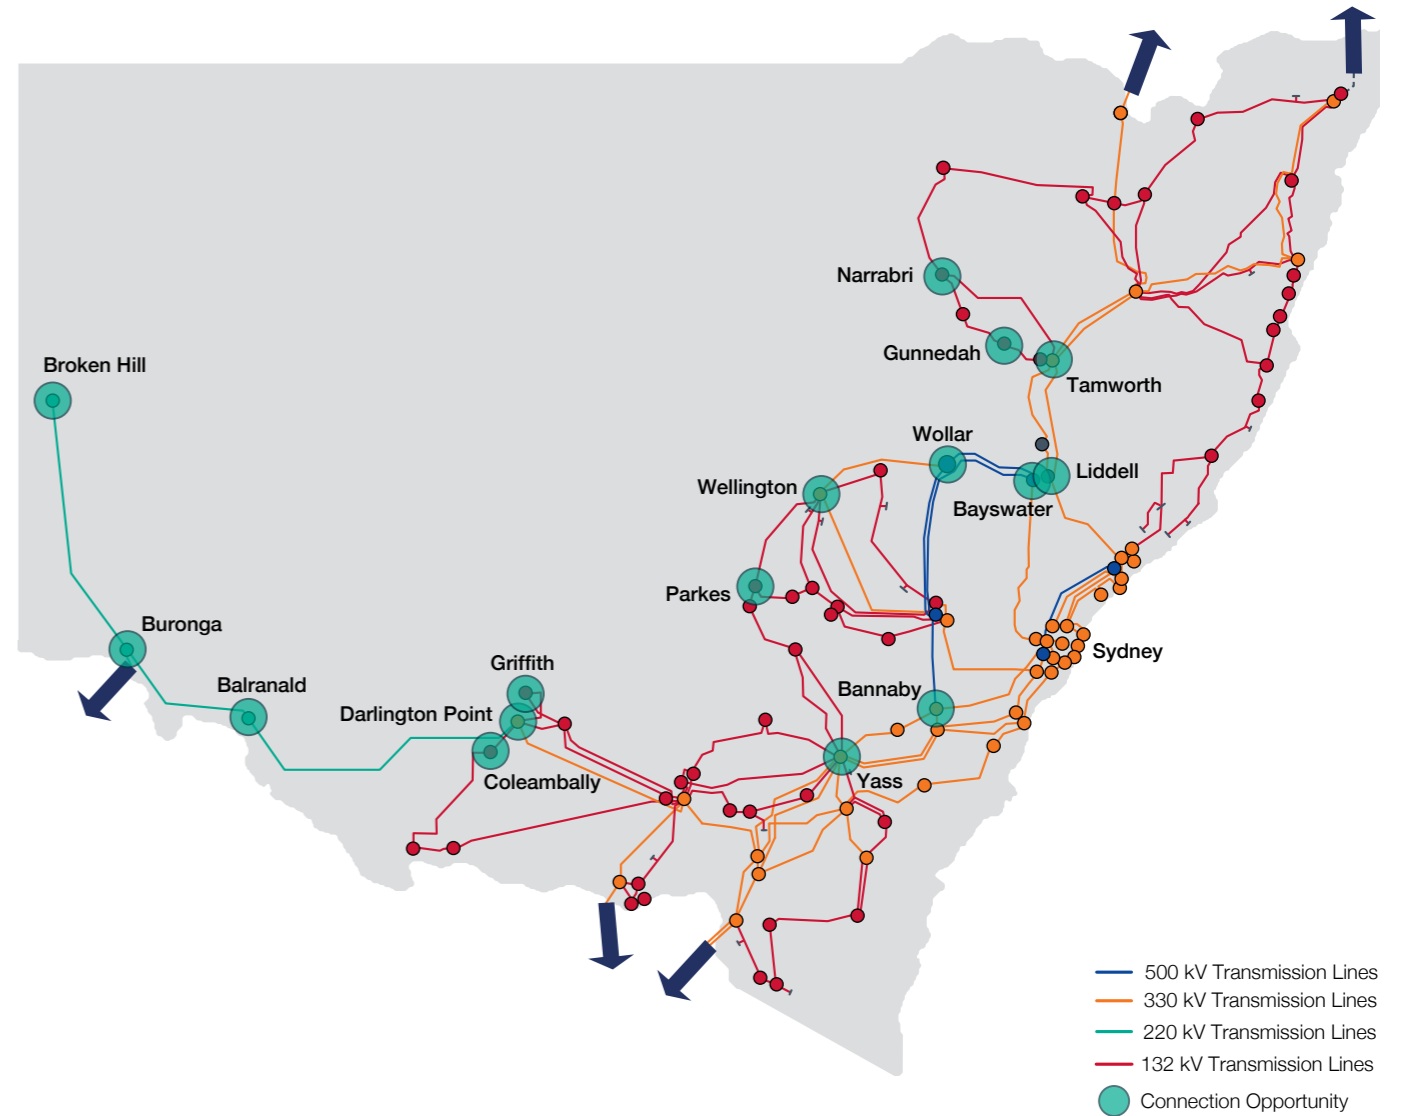 Narrabri
Gunnedah
Tamworth
Broken Hill
Wollar
Liddell
Wellington
Bayswater
Parkes
Buronga
Sydney
Griffith
Balranald
Bannaby
Darlington Point
Coleambally
Yass
500 kV Transmission Lines
330 kV Transmission Lines
220 kV Transmission Lines
132 kV Transmission Lines
Connection Opportunity